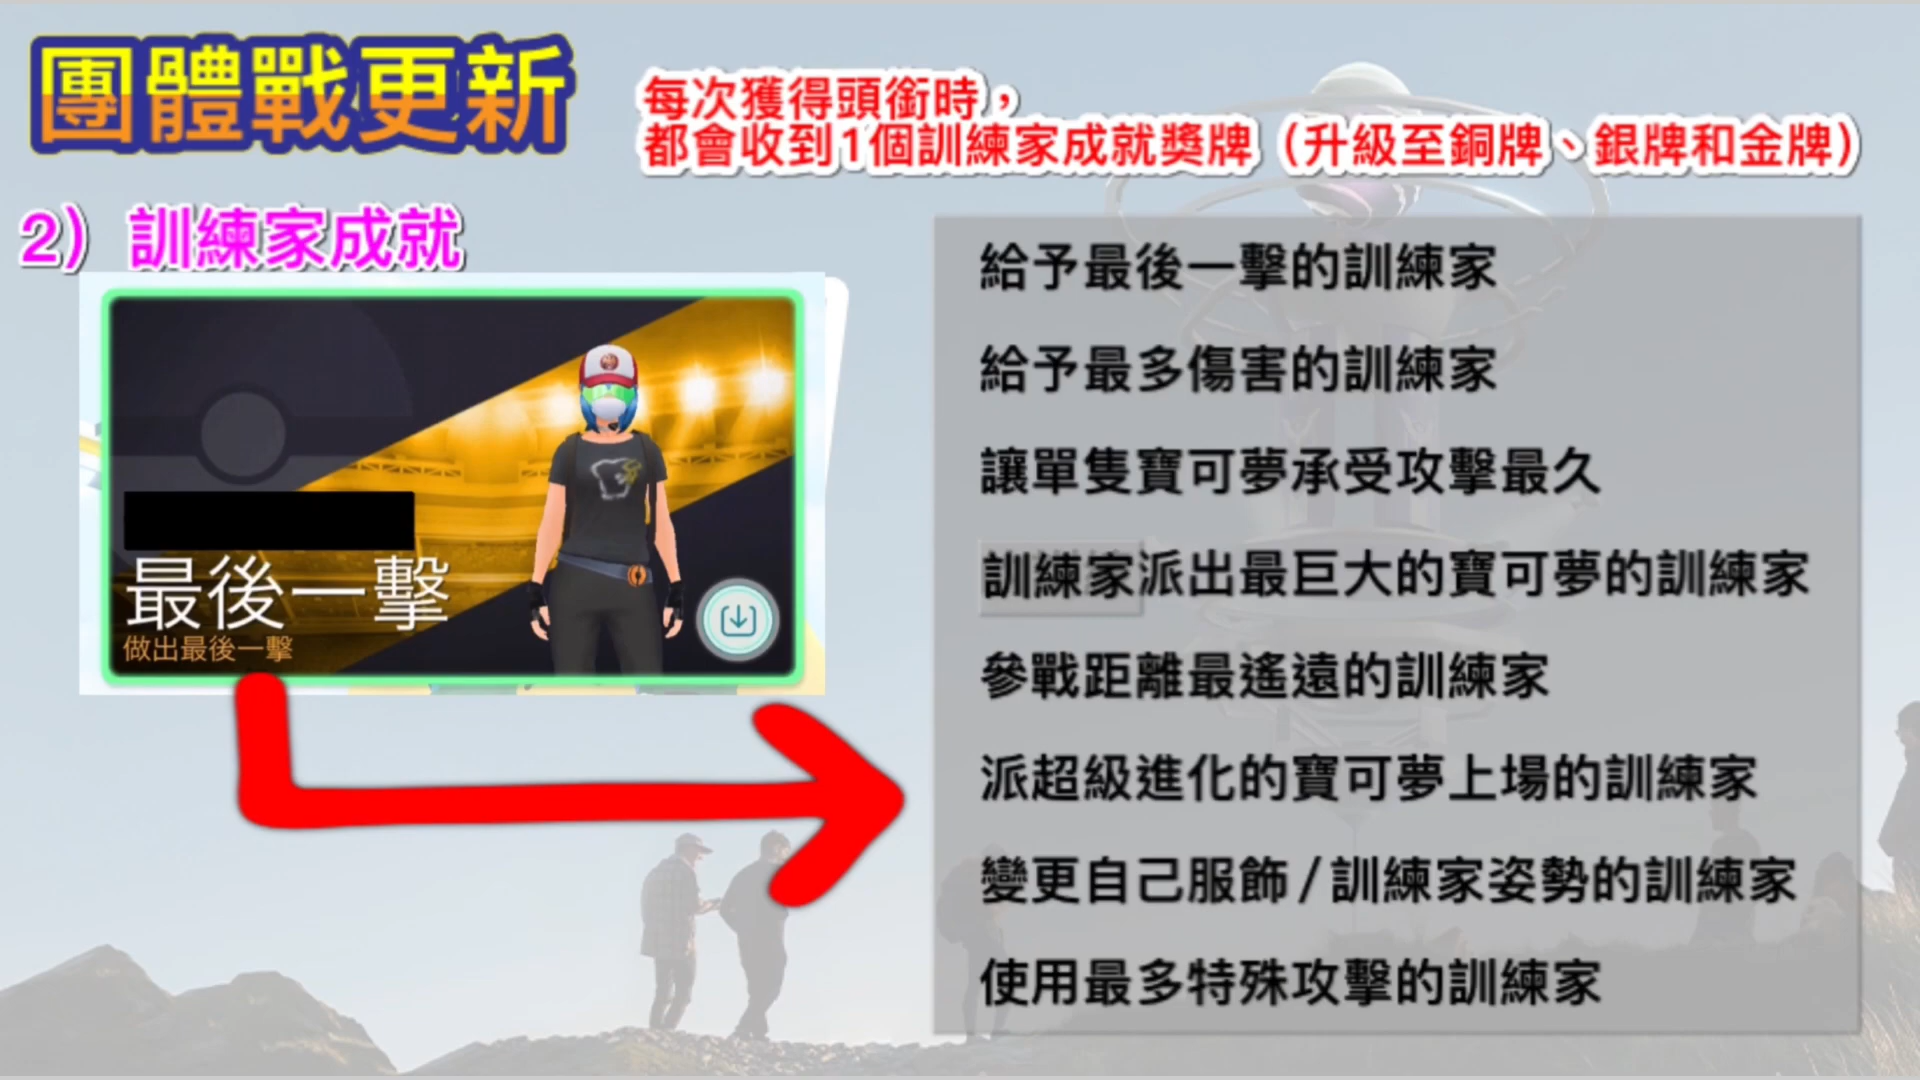 團體戰更新
每次獲得頭銜時，
都會收到1個訓練家成就獎牌（升級至銅牌、銀牌和金牌）
2）訓練家成就
最後一擊
做出最後一擊
給予最後一擊的訓練家
給予最多傷害的訓練家
讓單隻寶可夢承受攻擊最久
訓練家派出最巨大的寶可夢的訓練家
參戰距離最遙遠的訓練家
派超級進化的寶可夢上場的訓練家
變更自己服飾/訓練家姿勢的訓練家
使用最多特殊攻擊的訓練家